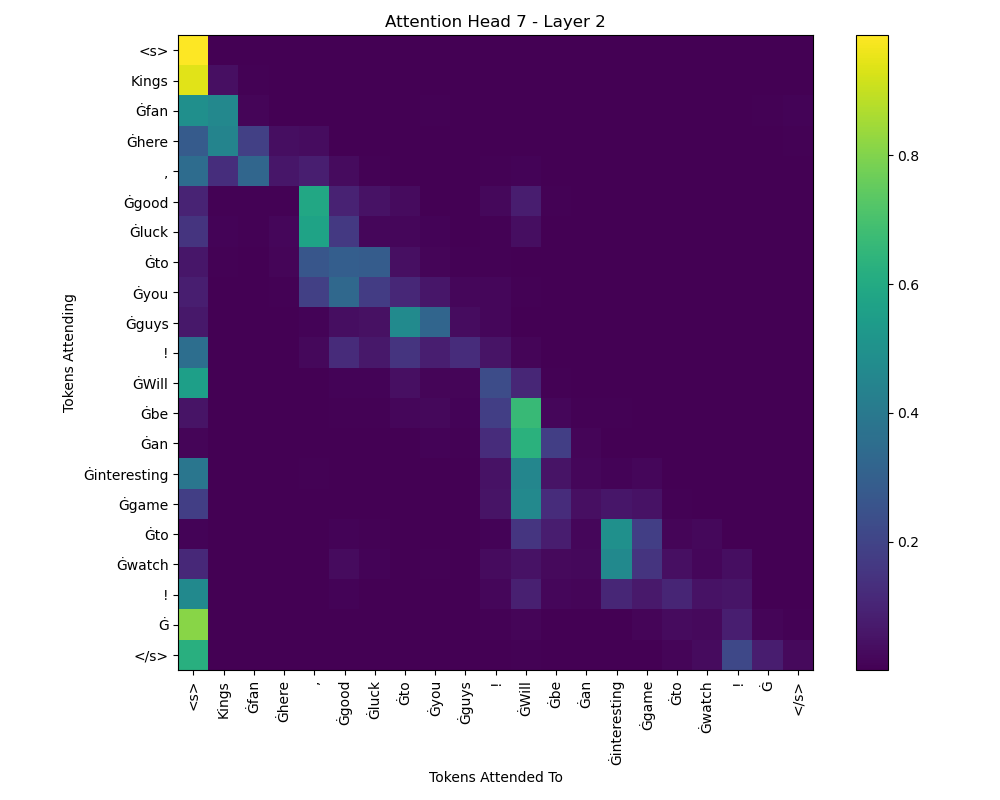 Attention Head 7 - Layer 2
<s>
Kings
Ġfan
Ġhere
,
Ġgood
Ġluck
Ġto
Ġyou
Ġguys
!
ĠWill
Ġbe
Ġan
Ġinteresting
Ġgame
Ġto
Ġwatch
!
Ġ
</s>
Tokens Attending
<s>
Kings
Ġfan
Ġhere
,
Ġgood
Ġluck
Ġto
Ġyou
Ġguys
!
ĠWill
Ġbe
Ġan
Ġinteresting
Ġgame
Ġto
Ġwatch
!
Ġ
</s>
Tokens Attended To
0.8
0.6
0.4
0.2